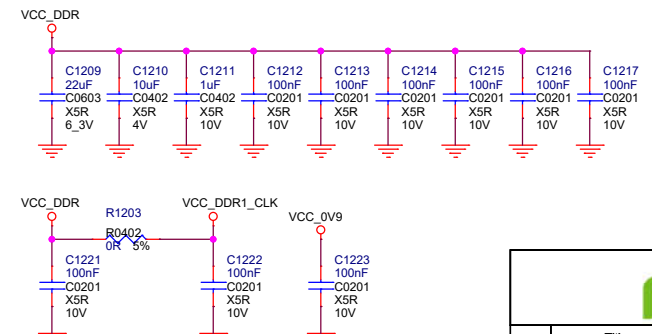 VCC_DDR
C1209 C1210 C1211 C1212 C1213 C1214 C1215 C1216 C1217
22uF 10uF 1uF 100nF 100nF 100nF 100nF 100nF 100nF
C0603 C0402 C0402 C0201 C0201 C0201 C0201 C0201 C0201
X5R X5R X5R X5R X5R X5R X5R X5R X5R
6_3V 4V 10V 10V 10V 10V 10V 10V 10V
VCC_DDR VCC_DDR1_CLK
R1203 VCC_0V9
R0402
0R 5%
C1221 C1222 C1223
100nF 100nF 100nF
C0201 C0201 C0201
X5R X5R X5R
10V 10V 10V